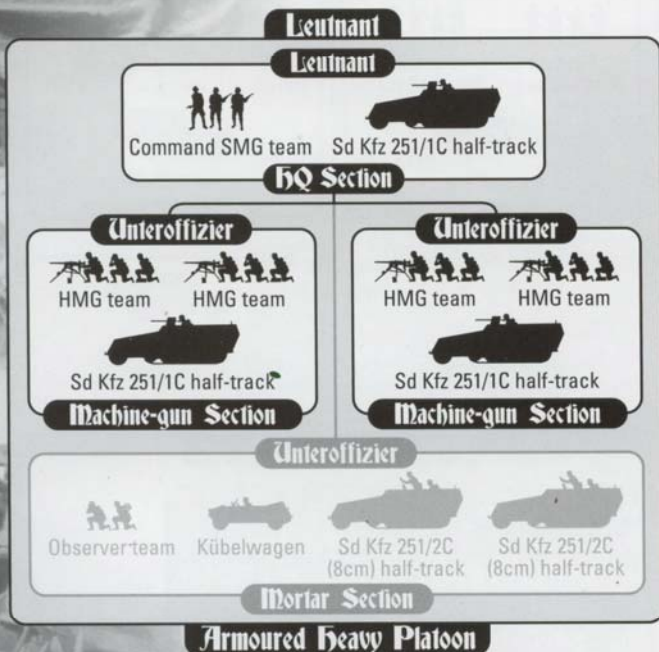 Leutnant
Leutnant
Command SMG team Sd Kfz 251/1C half-track
HQ Section
Unteroffizier Unteroffizier
HMG team HMG team HMG team HMG team
Sd Kfz 251/1C half-track Sd Kfz 251/1C half-track
Machine-gun Section Machine-gun Section
Unteroffizier
Observer team Kübelwagen Sd Kfz 251/2C (8cm) half-track Sd Kfz 251/2C (8cm) half-track
Mortar Section
Armoured Heavy Platoon